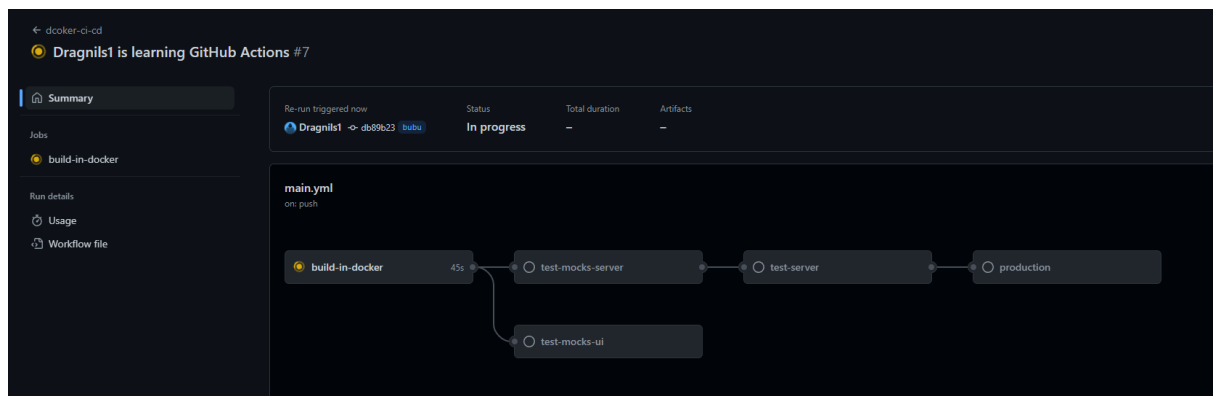 ← dcoker-ci-cd
Dragnils1 is learning GitHub Actions #7
Summary
Jobs
build-in-docker
Run details
Usage
Workflow file
Re-run triggered now
Dragnils1 db89b23 bubu
Status
In progress
Total duration
–
Artifacts
–
main.yml
on: push
build-in-docker 45s
test-mocks-server
test-server
production
test-mocks-ui